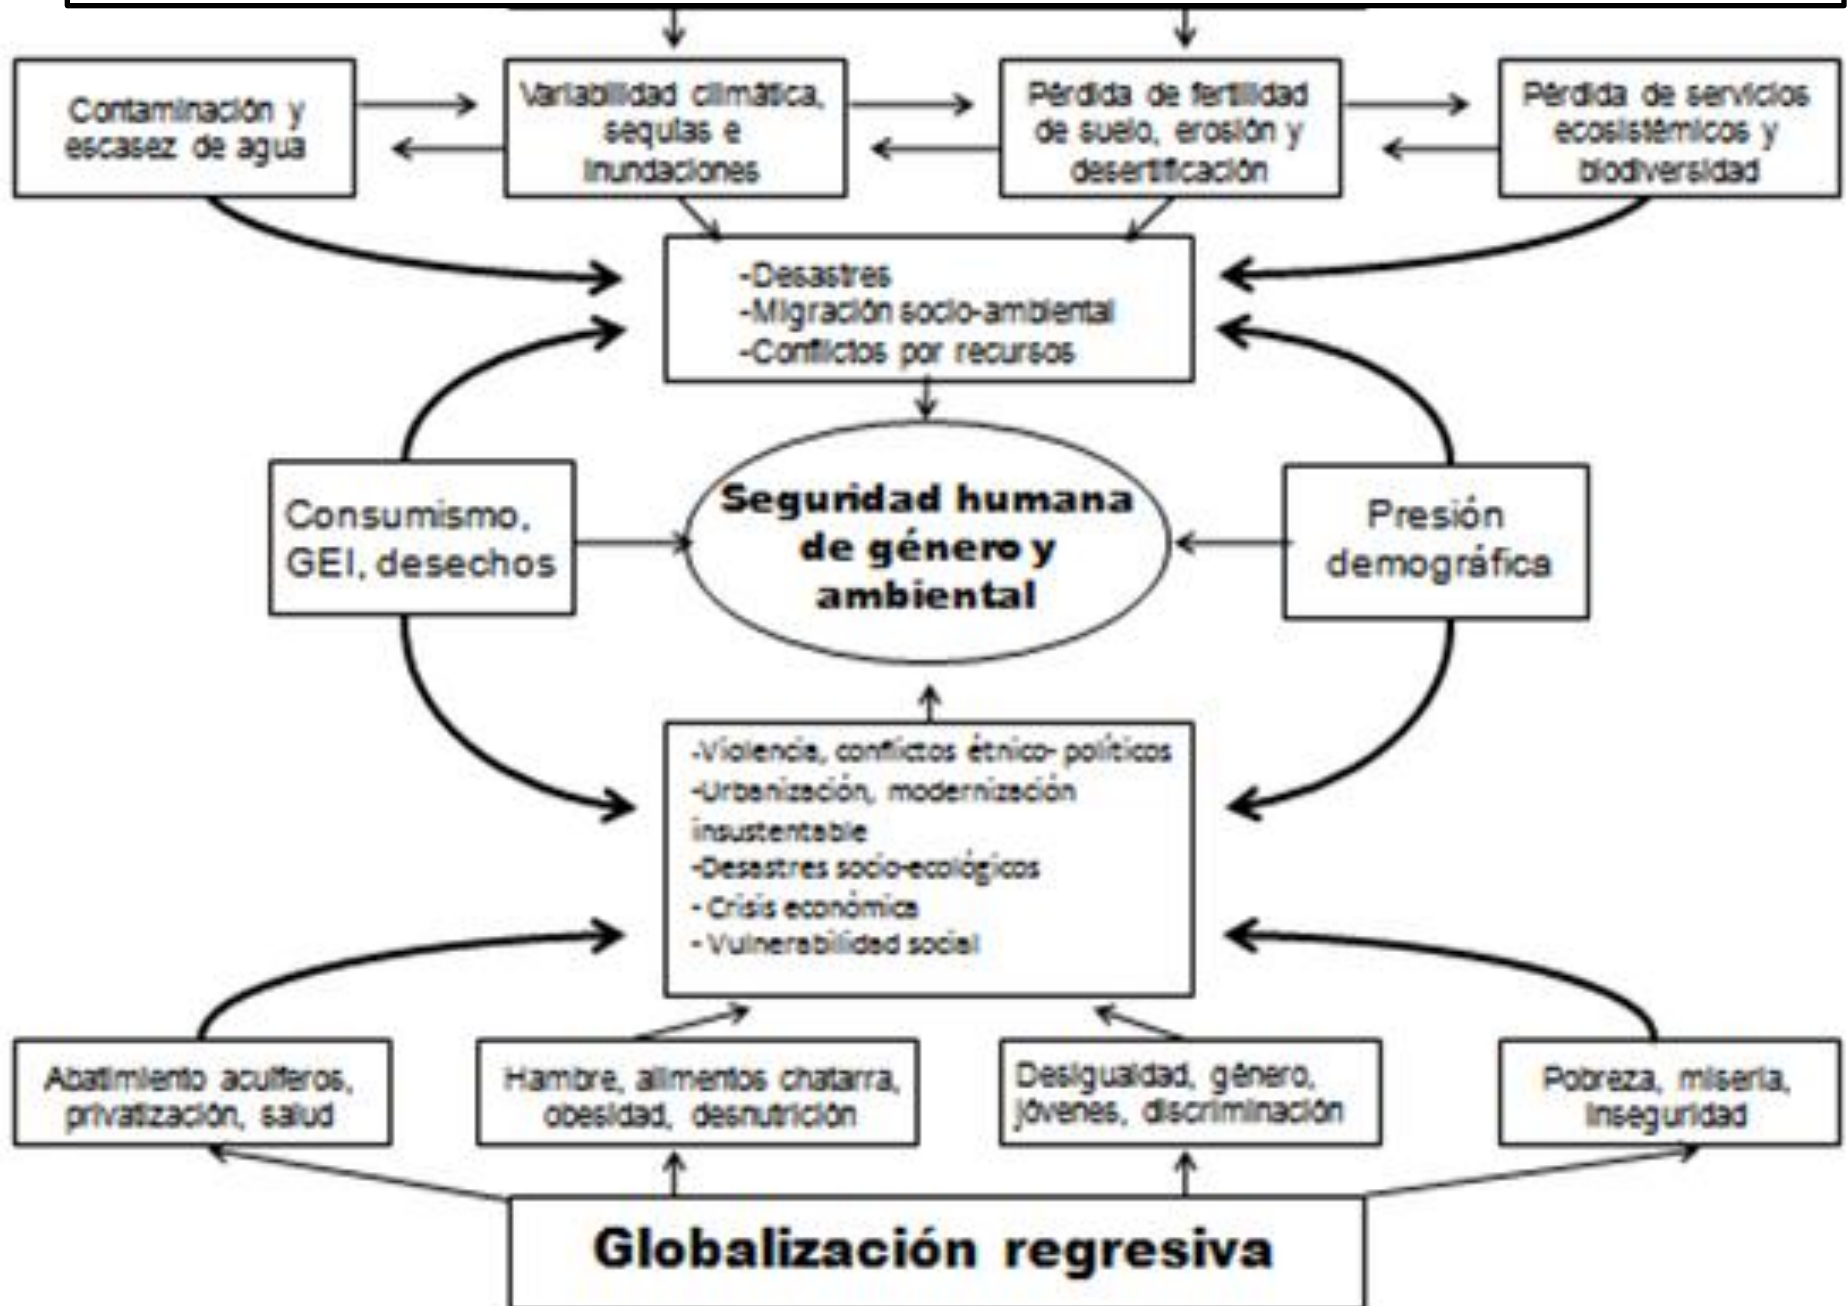 Contaminación y
escasez de agua
Variabilidad climática,
sequías e
inundaciones
Pérdida de fertilidad
de suelo, erosión y
desertificación
Pérdida de servicios
ecosistémicos y
biodiversidad
-Desastres
-Migración socio-ambiental
-Conflictos por recursos
Consumismo,
GEI, desechos
Seguridad humana
de género y
ambiental
Presión
demográfica
-Violencia, conflictos étnico- políticos
-Urbanización, modernización
insustentable
-Desastres socio-ecológicos
- Crisis económica
- Vulnerabilidad social
Abatimiento acuíferos,
privatización, salud
Hambre, alimentos chatarra,
obesidad, desnutrición
Desigualdad, género,
jóvenes, discriminación
Pobreza, miseria,
inseguridad
Globalización regresiva